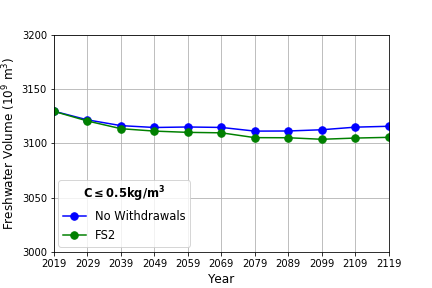 3200
3150
3100
3050
3000
Freshwater Volume (10⁹ m³)
C ≤ 0.5kg/m³
No Withdrawals
FS2
2019 2029 2039 2049 2059 2069 2079 2089 2099 2109 2119
Year